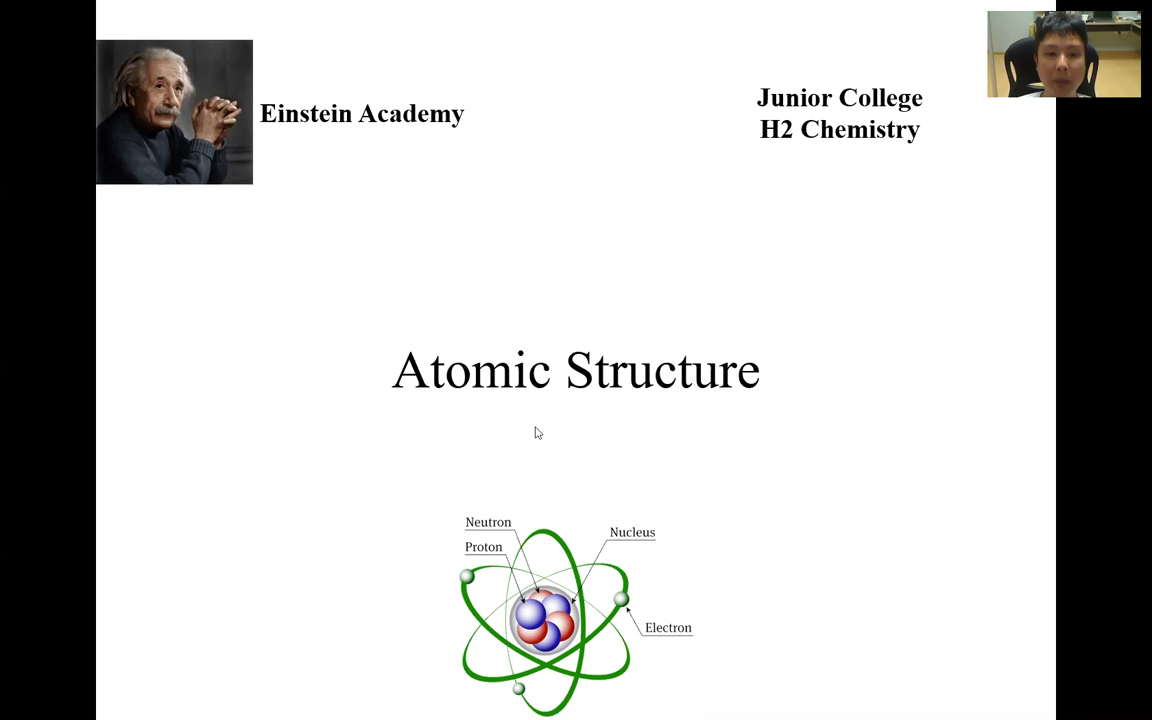 Einstein Academy
Junior College
H2 Chemistry
Atomic Structure
Neutron
Proton
Nucleus
Electron